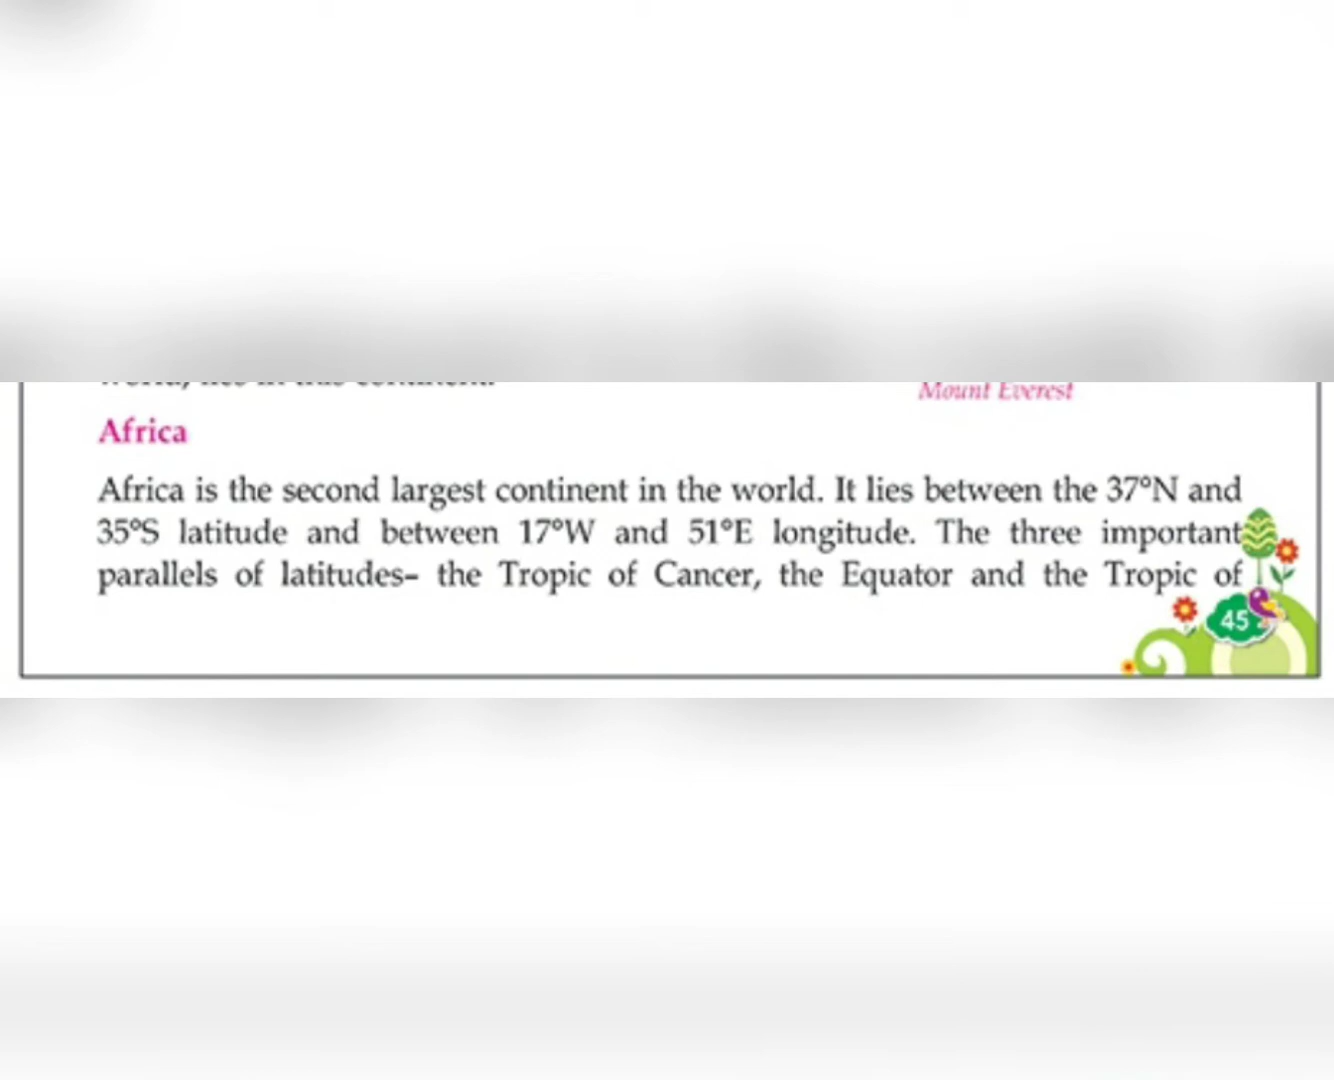 Mount Everest
Africa
Africa is the second largest continent in the world. It lies between the 37°N and
35°S latitude and between 17°W and 51°E longitude. The three important
parallels of latitudes– the Tropic of Cancer, the Equator and the Tropic of
45